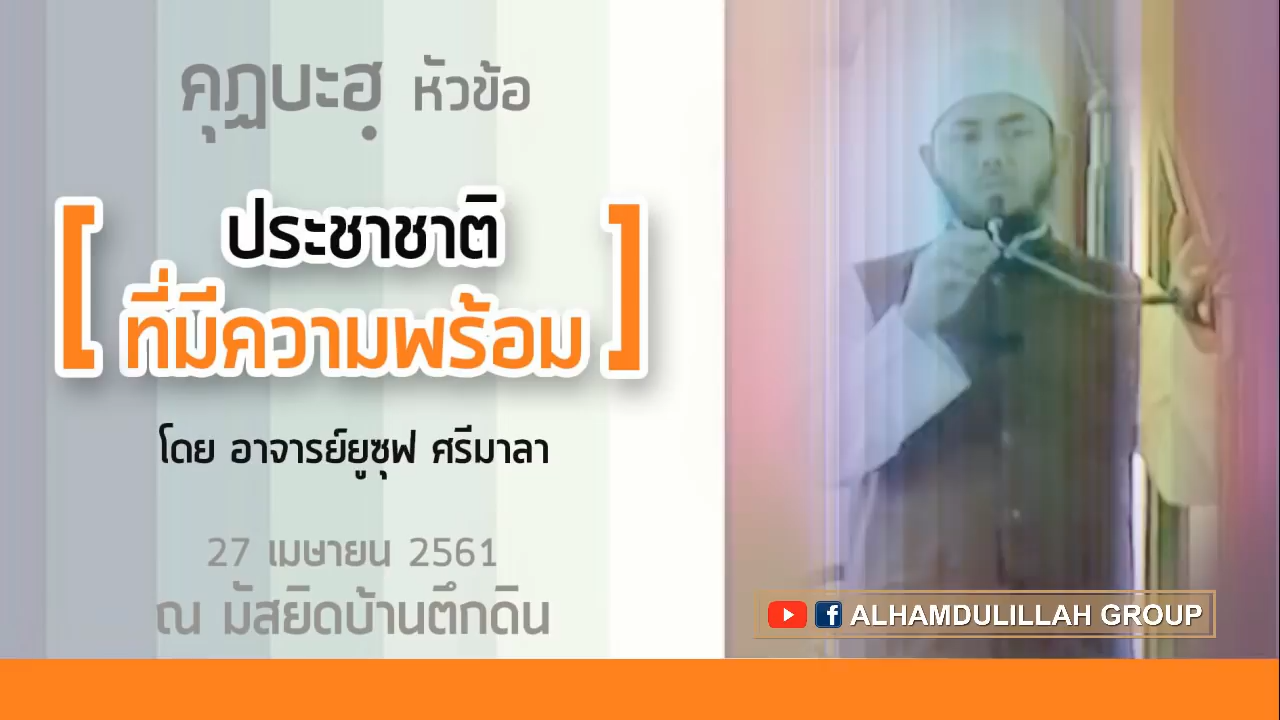 คุฏบะฮฺ หัวข้อ
[ ประชาชาติ
ที่มีความพร้อม ]
โดย อาจารย์ยูซุฟ ศรีมาลา
27 เมษายน 2561
ณ มัสยิดบ้านตึกดิน
ALHAMDULILLAH GROUP